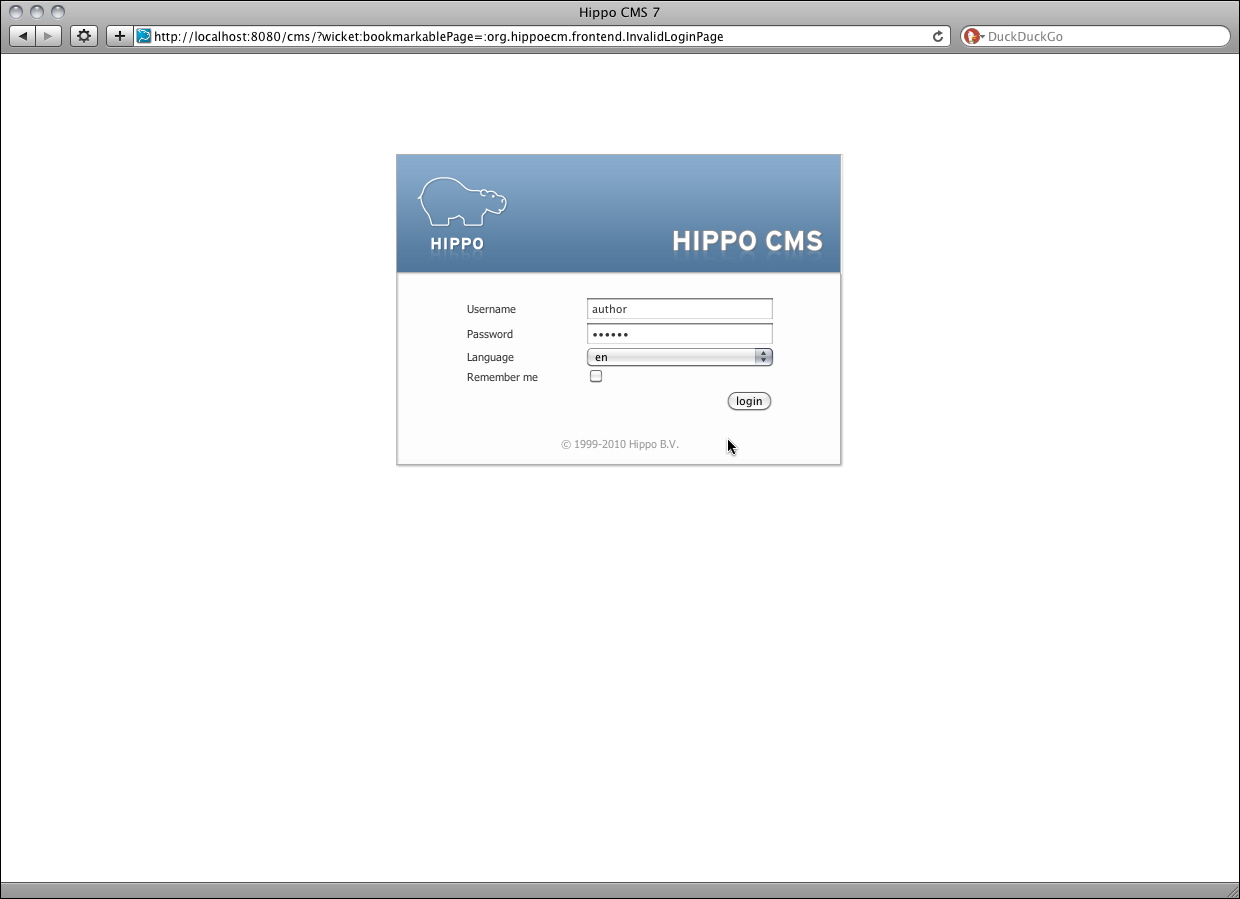 Hippo CMS 7
http://localhost:8080/cms/?wicket:bookmarkablePage=:org.hippoecm.frontend.InvalidLoginPage
DuckDuckGo
HIPPO
HIPPO CMS
Username author
Password ••••••
Language en
Remember me
login
© 1999-2010 Hippo B.V.